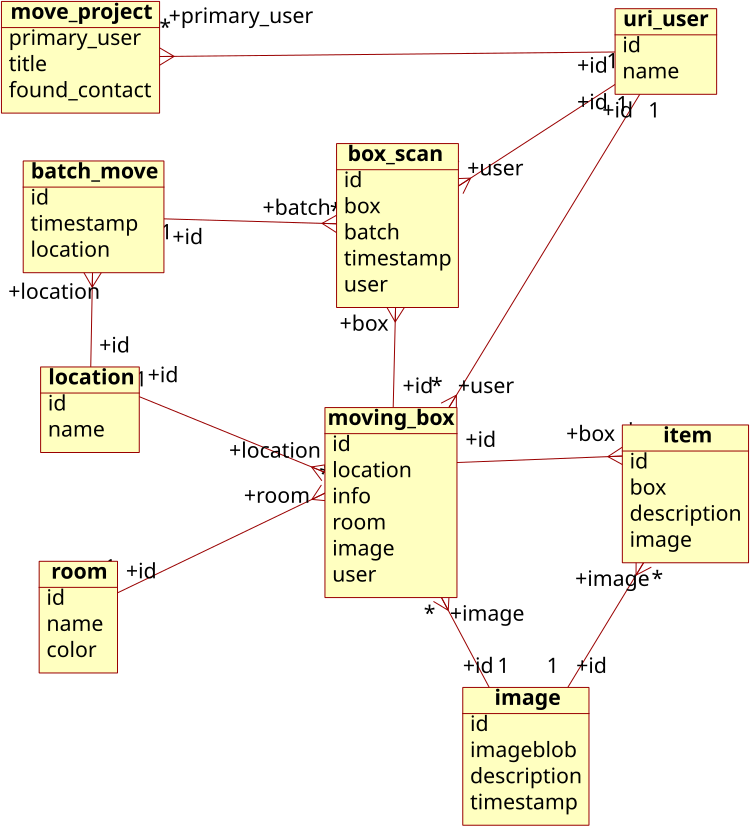 move_project
primary_user
title
found_contact
+primary_user
*
uri_user
id
name
+id
1
+id
1
+id
1
batch_move
id
timestamp
location
1
+id
+batch
*
box_scan
id
box
batch
timestamp
user
+user
+location
+id
+box
+id
location
id
name
1
+id
*
+user
moving_box
id
location
info
room
image
user
+location
+room
+id
+box
item
id
box
description
image
room
id
name
color
+id
*
+image
+image
*
+id
1
1
+id
image
id
imageblob
description
timestamp